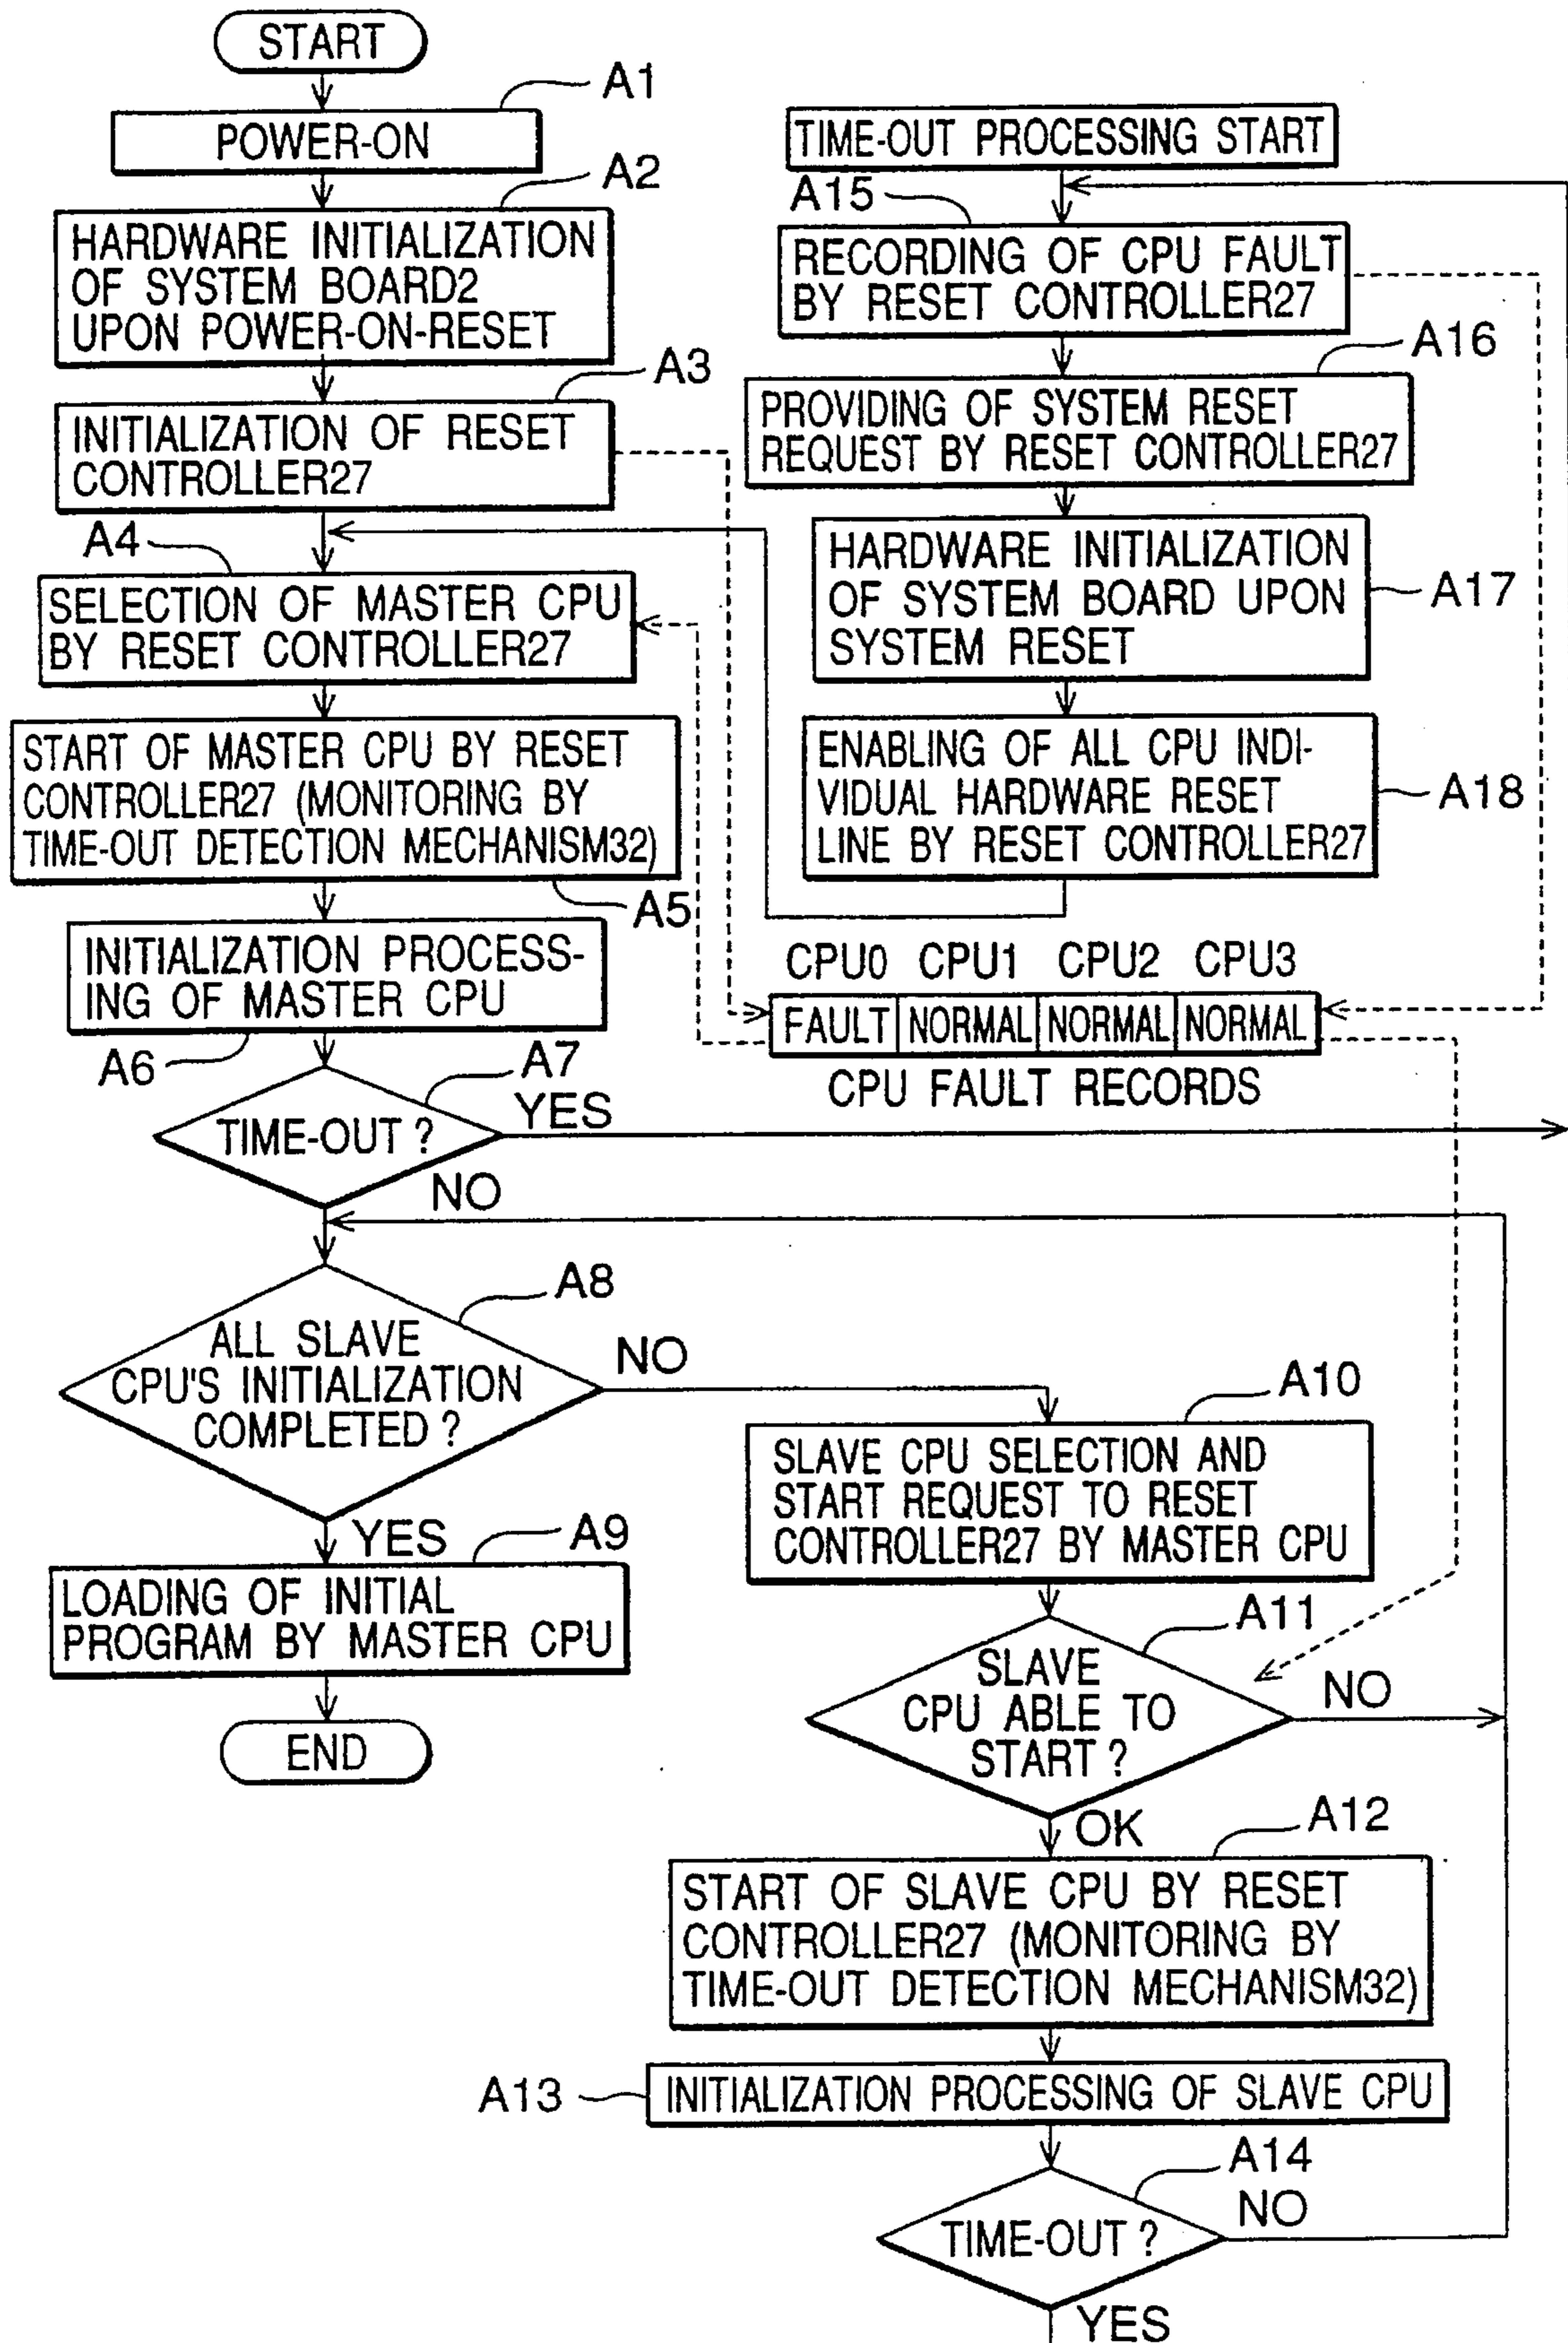 START
A1
POWER-ON
A2
HARDWARE INITIALIZATION
OF SYSTEM BOARD2
UPON POWER-ON-RESET
A3
INITIALIZATION OF RESET
CONTROLLER27
A4
SELECTION OF MASTER CPU
BY RESET CONTROLLER27
START OF MASTER CPU BY RESET
CONTROLLER27 (MONITORING BY
TIME-OUT DETECTION MECHANISM32)
A5
INITIALIZATION PROCESS-
ING OF MASTER CPU
A6
A7
TIME-OUT ?
YES
NO
A8
ALL SLAVE
CPU'S INITIALIZATION
COMPLETED ?
NO
YES
A9
LOADING OF INITIAL
PROGRAM BY MASTER CPU
END
TIME-OUT PROCESSING START
A15
RECORDING OF CPU FAULT
BY RESET CONTROLLER27
A16
PROVIDING OF SYSTEM RESET
REQUEST BY RESET CONTROLLER27
HARDWARE INITIALIZATION
OF SYSTEM BOARD UPON
SYSTEM RESET
A17
ENABLING OF ALL CPU INDI-
VIDUAL HARDWARE RESET
LINE BY RESET CONTROLLER27
A18
CPU0 CPU1 CPU2 CPU3
FAULT NORMAL NORMAL NORMAL
CPU FAULT RECORDS
A10
SLAVE CPU SELECTION AND
START REQUEST TO RESET
CONTROLLER27 BY MASTER CPU
A11
SLAVE
CPU ABLE TO
START ?
NO
OK
A12
START OF SLAVE CPU BY RESET
CONTROLLER27 (MONITORING BY
TIME-OUT DETECTION MECHANISM32)
A13
INITIALIZATION PROCESSING OF SLAVE CPU
A14
TIME-OUT ?
NO
YES